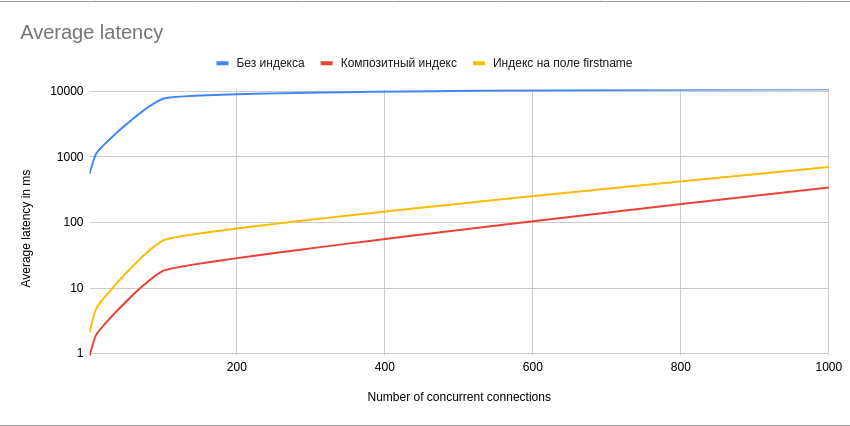 Average latency
Без индекса Композитный индекс Индекс на поле firstname
10000
1000
100
10
1
Average latency in ms
200 400 600 800 1000
Number of concurrent connections